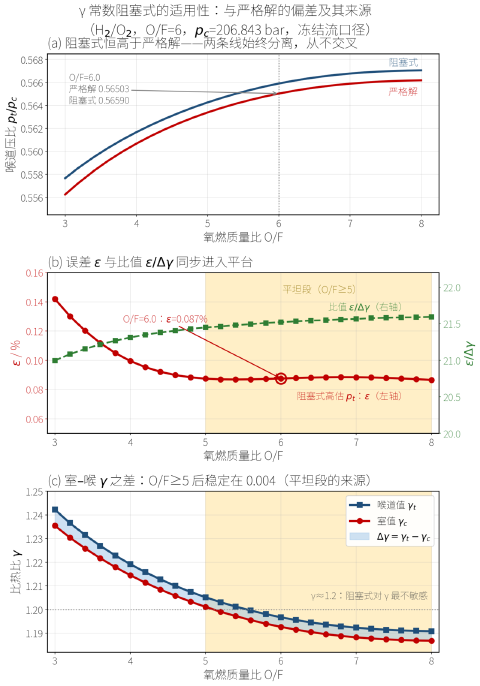 γ 常数阻塞式的适用性：与严格解的偏差及其来源
（H₂/O₂，O/F=6，p_c=206.843 bar，冻结流口径）
(a) 阻塞式恒高于严格解——两条线始终分离，从不交叉
0.568
0.566
0.564
0.562
0.560
0.558
0.556
喉道压比 p_t/p_c
O/F=6.0
严格解 0.56503
阻塞式 0.56590
阻塞式
严格解
3 4 5 6 7 8
氧燃质量比 O/F
(b) 误差 ε 与比值 ε/Δγ 同步进入平台
0.16
0.14
0.12
0.10
0.08
0.06
ε / %
平坦段（O/F≥5）
比值 ε/Δγ（右轴）
O/F=6.0：ε=0.087%
阻塞式高估 p_t：ε（左轴）
22.0
21.5
21.0
20.5
20.0
ε/Δγ
3 4 5 6 7 8
氧燃质量比 O/F
(c) 室–喉 γ 之差：O/F≥5 后稳定在 0.004（平坦段的来源）
1.25
1.24
1.23
1.22
1.21
1.20
1.19
比热比 γ
喉道值 γ_t
室值 γ_c
Δγ = γ_t − γ_c
γ≈1.2：阻塞式对 γ 最不敏感
3 4 5 6 7 8
氧燃质量比 O/F